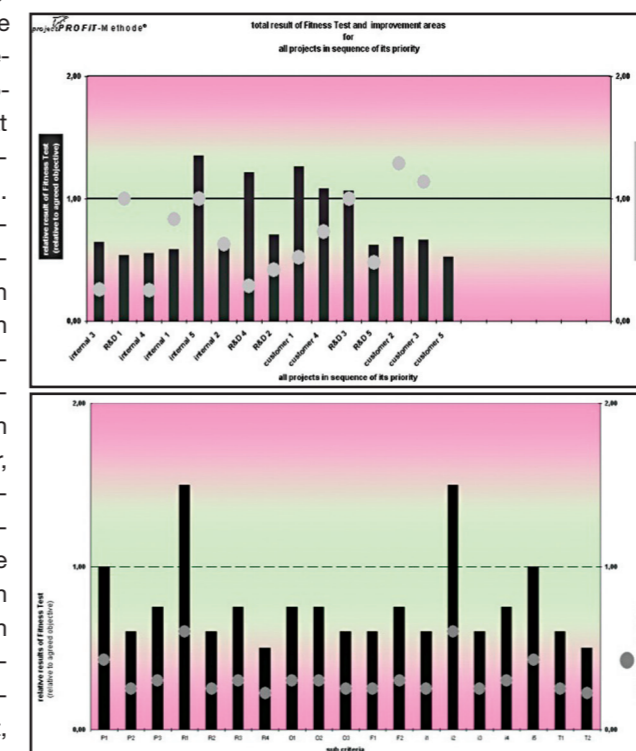 projectPROFIT-Methode®
total result of Fitness Test and improvement areas
for
all projects in sequence of its priority
2,00
2,00
relative result of Fitness Test
(relative to agreed objective)
1,00
1,00
0,00
0,00
internal 3
R&D 1
internal 4
internal 1
internal 5
internal 2
R&D 4
R&D 2
customer 1
customer 4
R&D 3
R&D 5
customer 2
customer 3
customer 5
all projects in sequence of its priority
2,00
2,00
relative results of Fitness Test
(relative to agreed objective)
1,00
1,00
0,00
0,00
P1 P2 P3 R1 R2 R3 R4 O1 O2 O3 F1 F2 I1 I2 I3 I4 I5 T1 T2
sub criteria